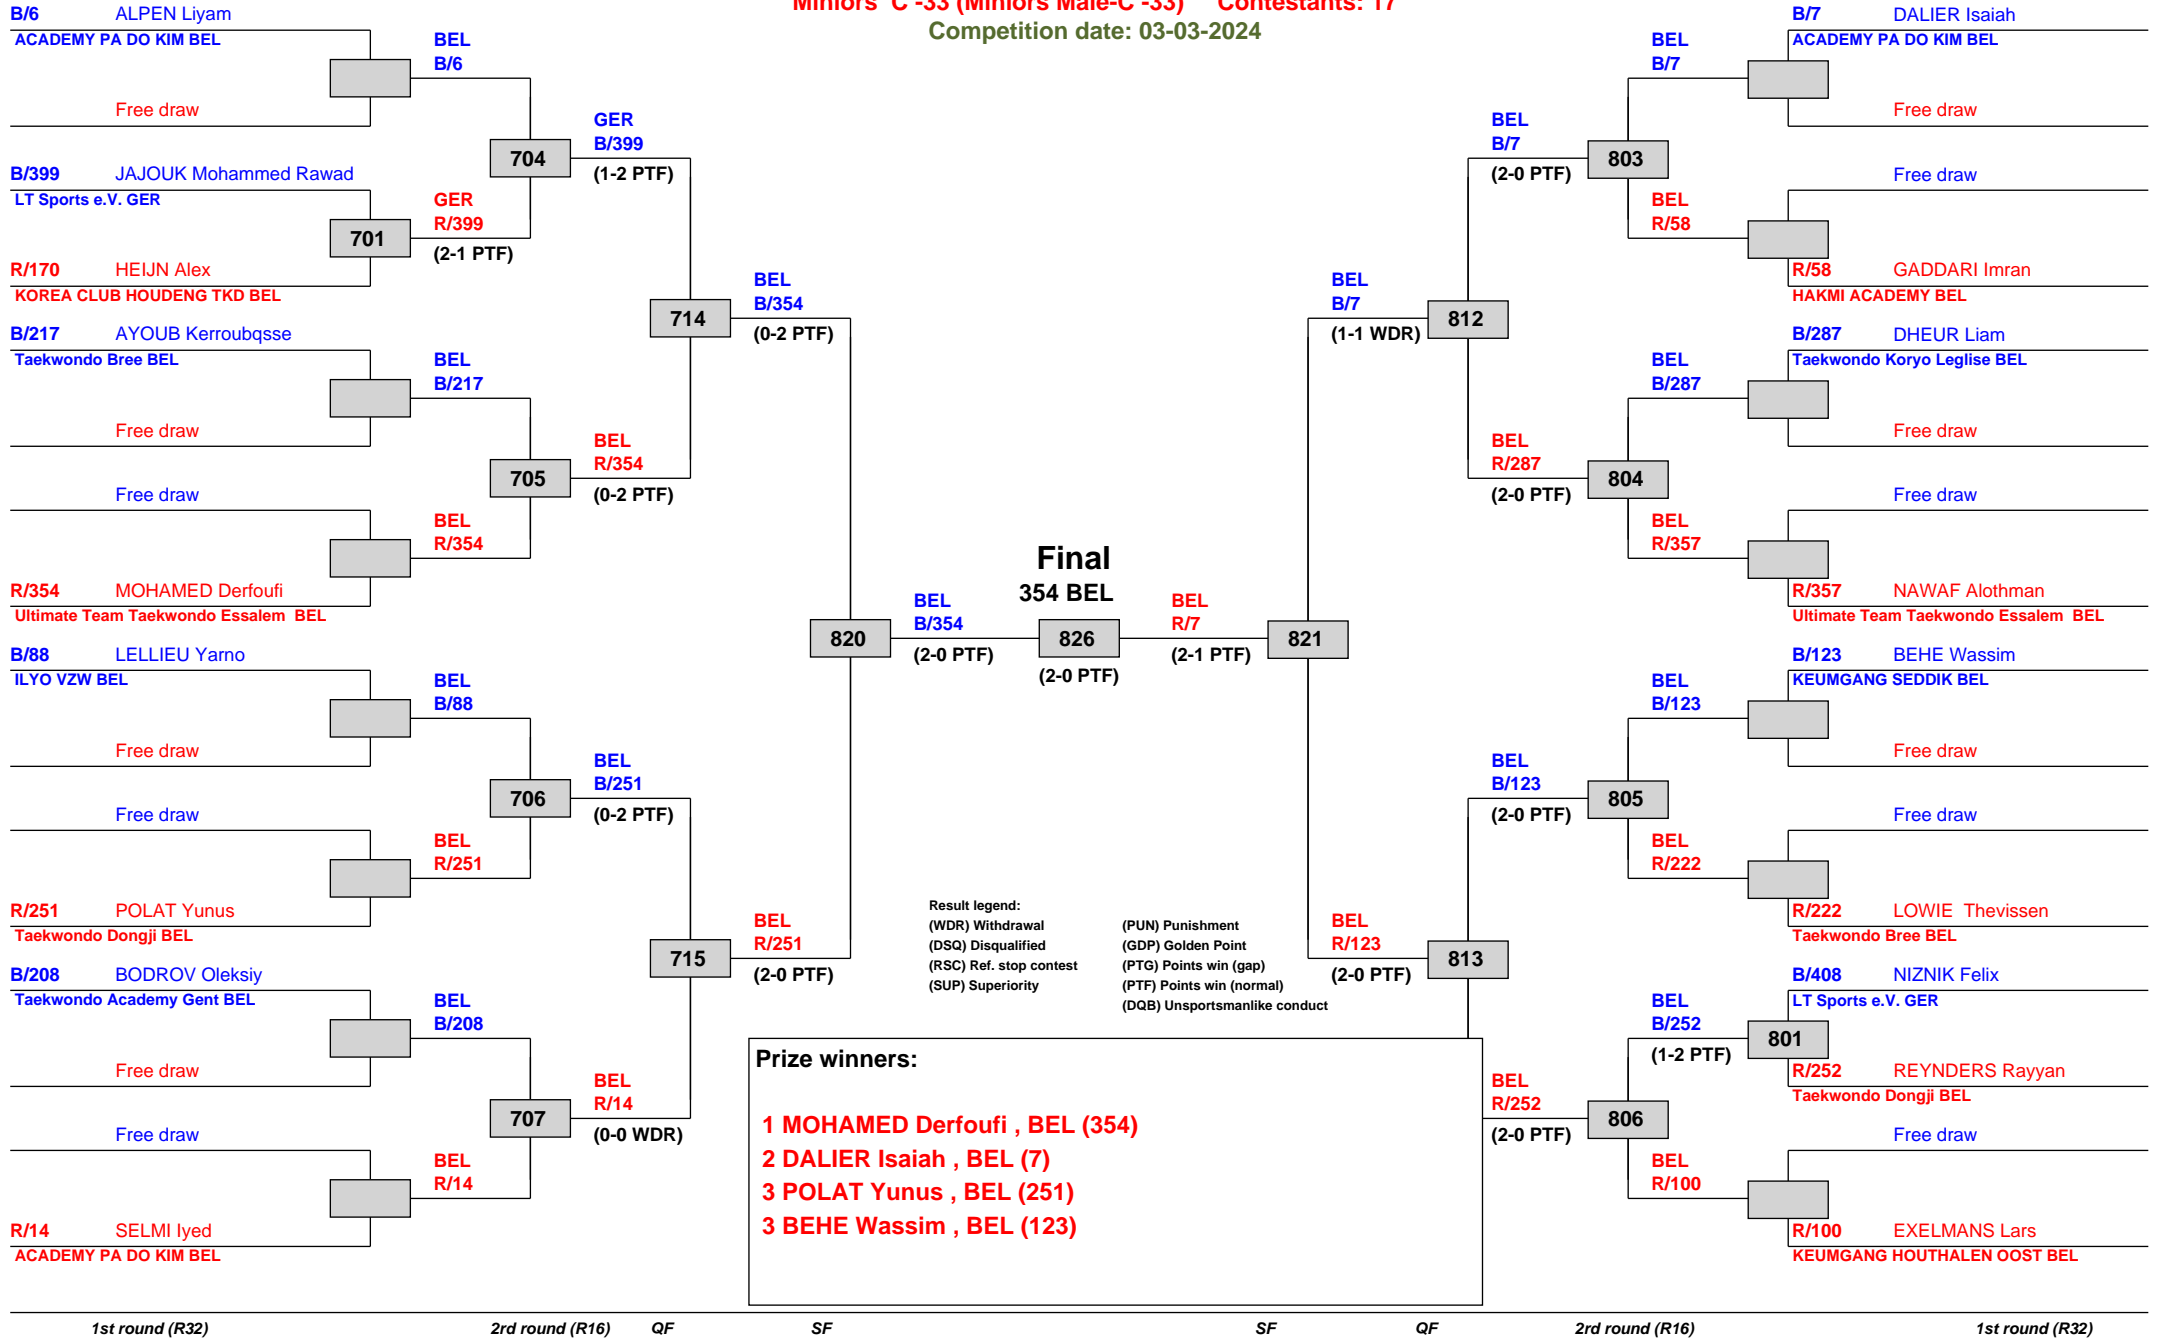 Miniors C -33 (Miniors Male-C -33) Contestants: 17
Competition date: 03-03-2024
B/6 ALPEN Liyam
ACADEMY PA DO KIM BEL
Free draw
B/399 JAJOUK Mohammed Rawad
LT Sports e.V. GER
701
R/170 HEIJN Alex
KOREA CLUB HOUDENG TKD BEL
B/217 AYOUB Kerroubqsse
Taekwondo Bree BEL
Free draw
Free draw
R/354 MOHAMED Derfoufi
Ultimate Team Taekwondo Essalem BEL
B/88 LELLIEU Yarno
ILYO VZW BEL
Free draw
Free draw
R/251 POLAT Yunus
Taekwondo Dongji BEL
B/208 BODROV Oleksiy
Taekwondo Academy Gent BEL
Free draw
Free draw
R/14 SELMI Iyed
ACADEMY PA DO KIM BEL
BEL
B/6
704
GER
R/399
(2-1 PTF)
BEL
B/217
705
BEL
R/354
BEL
B/88
706
BEL
R/251
BEL
B/208
707
BEL
R/14
GER
B/399
(1-2 PTF)
714
BEL
R/354
(0-2 PTF)
BEL
B/251
(0-2 PTF)
715
BEL
R/14
(0-0 WDR)
BEL
B/354
(0-2 PTF)
820
BEL
R/251
(2-0 PTF)
BEL
B/354
(2-0 PTF)
Final
354 BEL
826
(2-0 PTF)
BEL
R/7
(2-1 PTF)
821
BEL
B/7
(1-1 WDR)
812
BEL
R/123
(2-0 PTF)
813
BEL
B/7
(2-0 PTF)
803
BEL
R/287
(2-0 PTF)
804
BEL
B/123
(2-0 PTF)
805
BEL
R/252
(2-0 PTF)
806
BEL
B/7
BEL
R/58
BEL
B/287
BEL
R/357
BEL
B/123
BEL
R/222
BEL
B/252
(1-2 PTF)
801
BEL
R/100
B/7 DALIER Isaiah
ACADEMY PA DO KIM BEL
Free draw
Free draw
R/58 GADDARI Imran
HAKMI ACADEMY BEL
B/287 DHEUR Liam
Taekwondo Koryo Leglise BEL
Free draw
Free draw
R/357 NAWAF Alothman
Ultimate Team Taekwondo Essalem BEL
B/123 BEHE Wassim
KEUMGANG SEDDIK BEL
Free draw
Free draw
R/222 LOWIE Thevissen
Taekwondo Bree BEL
B/408 NIZNIK Felix
LT Sports e.V. GER
R/252 REYNDERS Rayyan
Taekwondo Dongji BEL
Free draw
R/100 EXELMANS Lars
KEUMGANG HOUTHALEN OOST BEL
Result legend:
(WDR) Withdrawal (PUN) Punishment
(DSQ) Disqualified (GDP) Golden Point
(RSC) Ref. stop contest (PTG) Points win (gap)
(SUP) Superiority (PTF) Points win (normal)
(DQB) Unsportsmanlike conduct
Prize winners:
1 MOHAMED Derfoufi , BEL (354)
2 DALIER Isaiah , BEL (7)
3 POLAT Yunus , BEL (251)
3 BEHE Wassim , BEL (123)
1st round (R32) 2rd round (R16) QF SF SF QF 2rd round (R16) 1st round (R32)